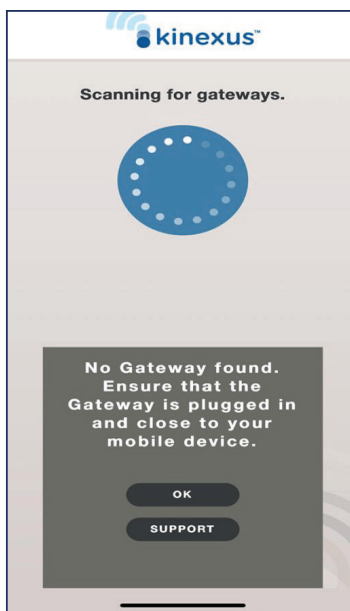 kinexus™
Scanning for gateways.
No Gateway found.
Ensure that the
Gateway is plugged in
and close to your
mobile device.
OK
SUPPORT